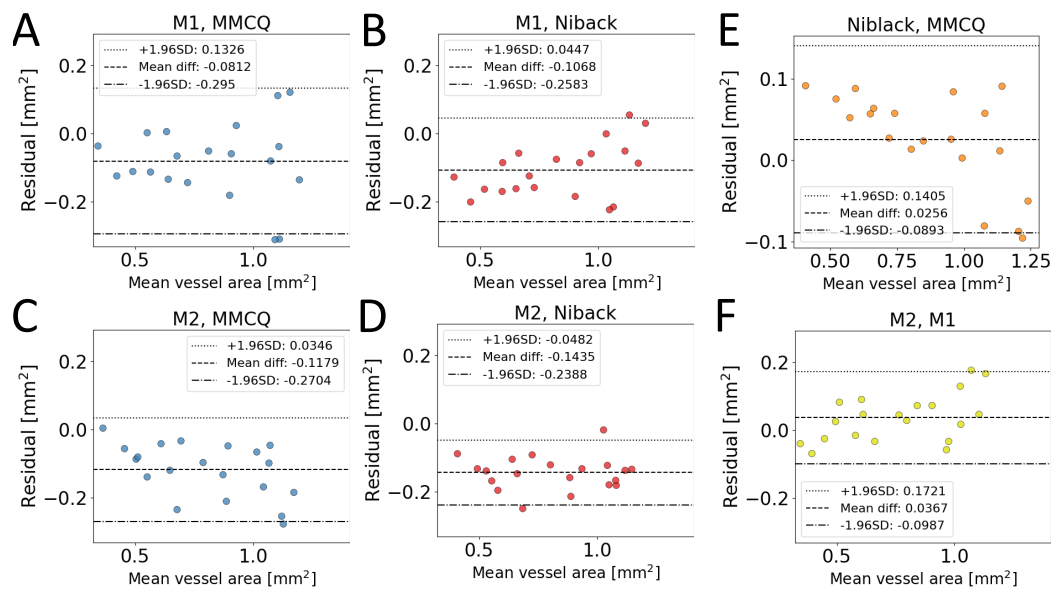 A
M1, MMCQ
+1.96SD: 0.1326
Mean diff: -0.0812
-1.96SD: -0.295
Residual [mm²]
0.2
0.0
−0.2
0.5
1.0
Mean vessel area [mm²]
B
M1, Niback
+1.96SD: 0.0447
Mean diff: -0.1068
-1.96SD: -0.2583
Residual [mm²]
0.2
0.0
−0.2
0.5
1.0
Mean vessel area [mm²]
E
Niblack, MMCQ
Residual [mm²]
0.1
0.0
−0.1
+1.96SD: 0.1405
Mean diff: 0.0256
-1.96SD: -0.0893
0.50
0.75
1.00
1.25
Mean vessel area [mm²]
C
M2, MMCQ
+1.96SD: 0.0346
Mean diff: -0.1179
-1.96SD: -0.2704
Residual [mm²]
0.2
0.0
−0.2
0.5
1.0
Mean vessel area [mm²]
D
M2, Niback
+1.96SD: -0.0482
Mean diff: -0.1435
-1.96SD: -0.2388
Residual [mm²]
0.2
0.0
−0.2
0.5
1.0
Mean vessel area [mm²]
F
M2, M1
Residual [mm²]
0.2
0.0
−0.2
+1.96SD: 0.1721
Mean diff: 0.0367
-1.96SD: -0.0987
0.5
1.0
Mean vessel area [mm²]